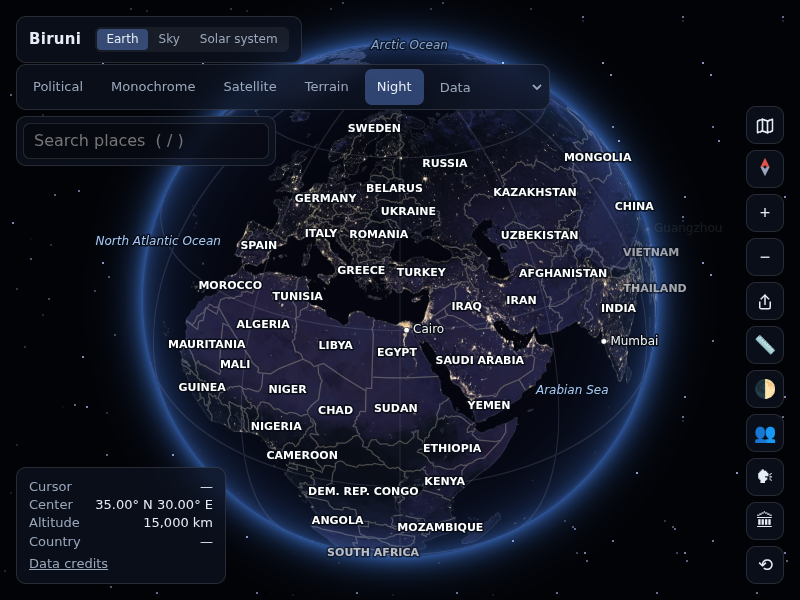 Biruni Earth Sky Solar system
Political Monochrome Satellite Terrain Night Data
Search places ( / )
Arctic Ocean
SWEDEN
RUSSIA
MONGOLIA
BELARUS
KAZAKHSTAN
GERMANY
CHINA
UKRAINE
Guangzhou
ITALY
ROMANIA
UZBEKISTAN
North Atlantic Ocean
SPAIN
VIETNAM
GREECE
TURKEY
AFGHANISTAN
MOROCCO
THAILAND
TUNISIA
IRAQ
IRAN
INDIA
ALGERIA
Cairo
MAURITANIA
LIBYA
EGYPT
Mumbai
MALI
SAUDI ARABIA
GUINEA
NIGER
Arabian Sea
CHAD
SUDAN
YEMEN
NIGERIA
CAMEROON
ETHIOPIA
KENYA
DEM. REP. CONGO
ANGOLA
MOZAMBIQUE
SOUTH AFRICA
Cursor —
Center 35.00° N 30.00° E
Altitude 15,000 km
Country —
Data credits
+
−